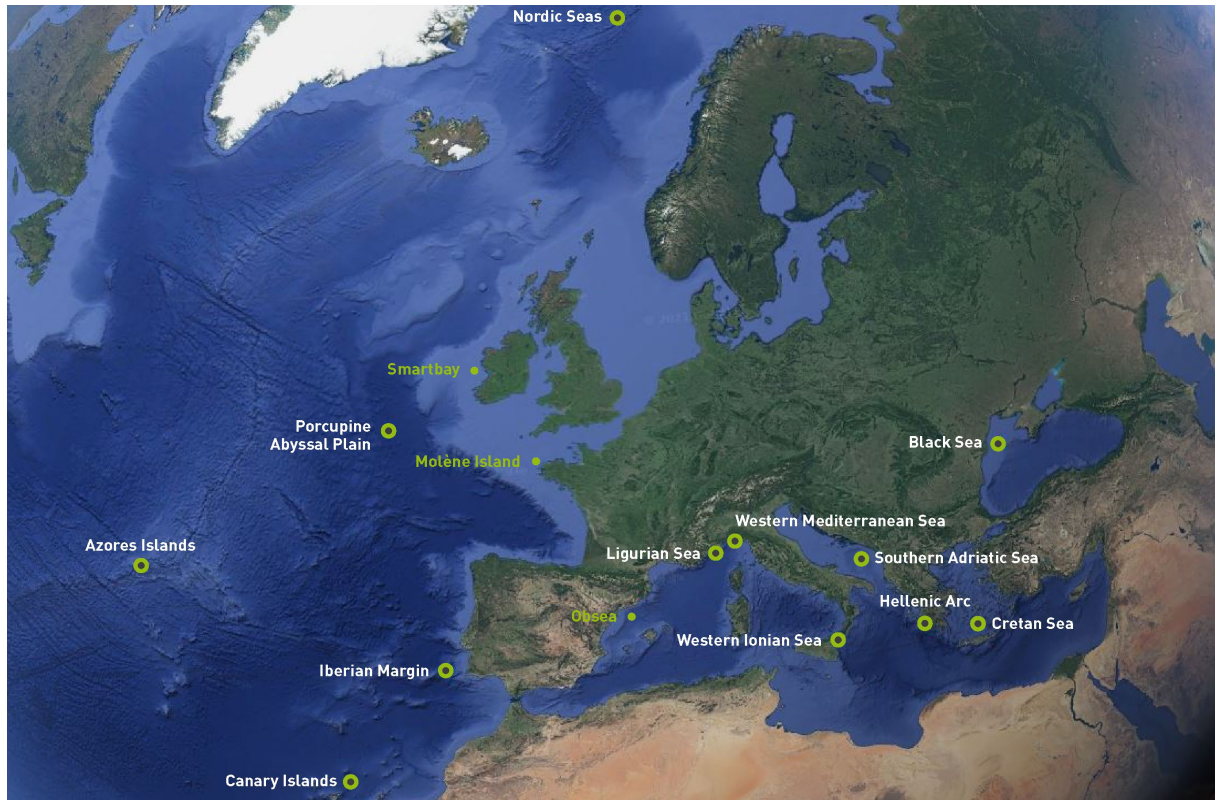 Nordic Seas
Smartbay
Porcupine
Abyssal Plain
Black Sea
Molène Island
Western Mediterranean Sea
Azores Islands
Ligurian Sea
Southern Adriatic Sea
Hellenic Arc
Obsea
Cretan Sea
Western Ionian Sea
Iberian Margin
Canary Islands